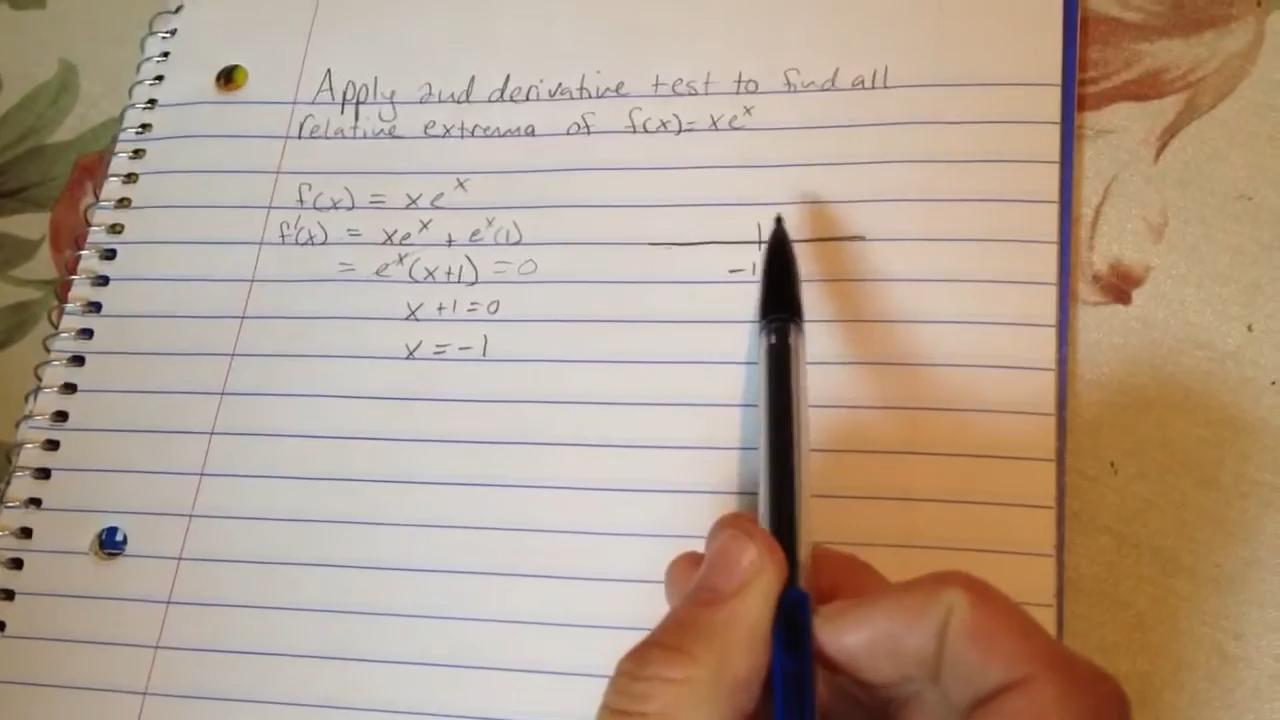 Apply 2nd derivative test to find all
relative extrema of f(x) = xe^x
f(x) = xe^x
f'(x) = xe^x + e^x(1)
= e^x(x+1) = 0
x + 1 = 0
x = -1
-1